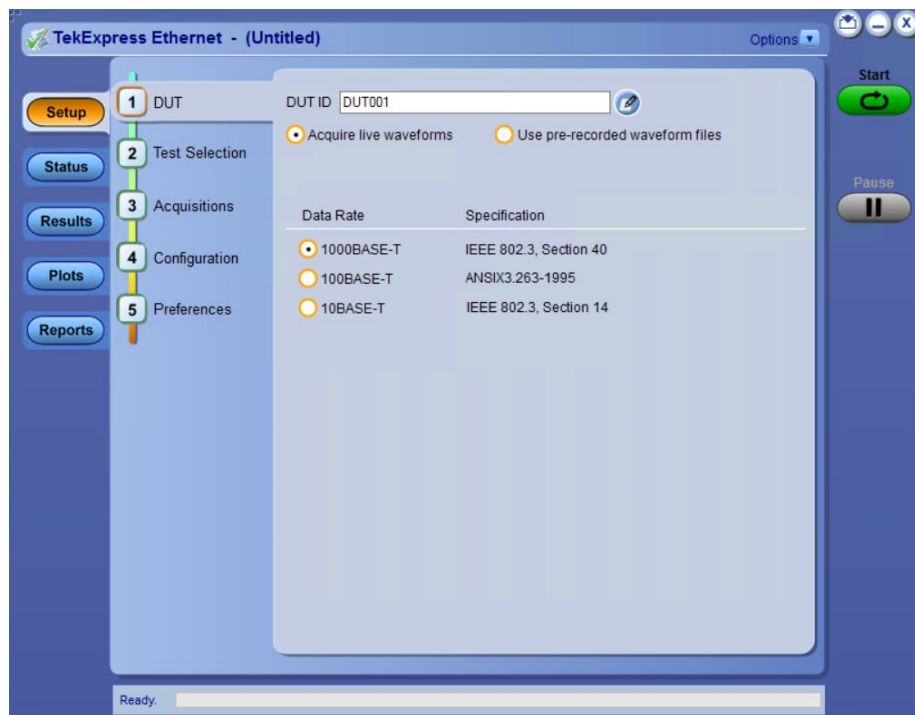 TekExpress Ethernet - (Untitled)
Options
Start
Pause
Setup
Status
Results
Plots
Reports
1 DUT
2 Test Selection
3 Acquisitions
4 Configuration
5 Preferences
DUT ID DUT001
Acquire live waveforms Use pre-recorded waveform files
Data Rate Specification
1000BASE-T IEEE 802.3, Section 40
100BASE-T ANSIX3.263-1995
10BASE-T IEEE 802.3, Section 14
Ready.